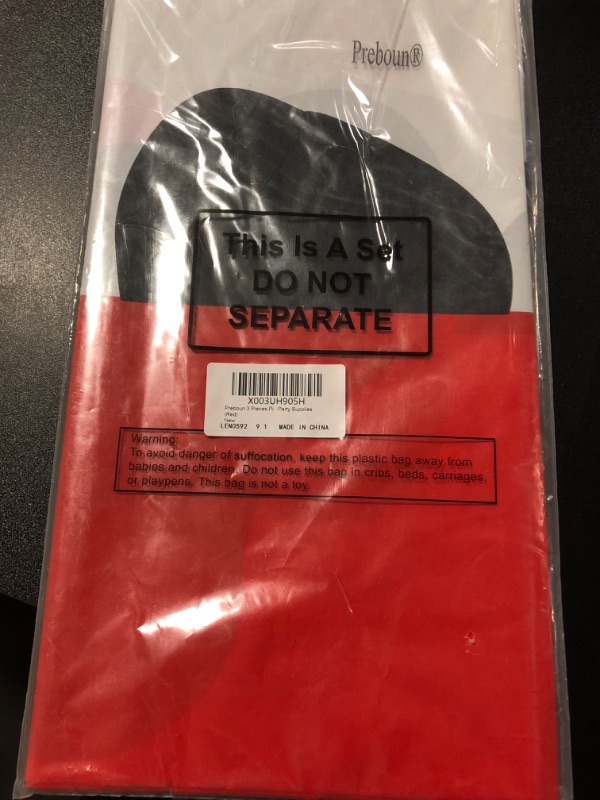 Preboun®
This Is A Set
DO NOT
SEPARATE
X003UH905H
Preboun 3 Pieces Pi...Party Supplies
(Red)
New
LEN0592 9.1 MADE IN CHINA
Warning:
To avoid danger of suffocation, keep this plastic bag away from
babies and children. Do not use this bag in cribs, beds, carriages,
or playpens. This bag is not a toy.